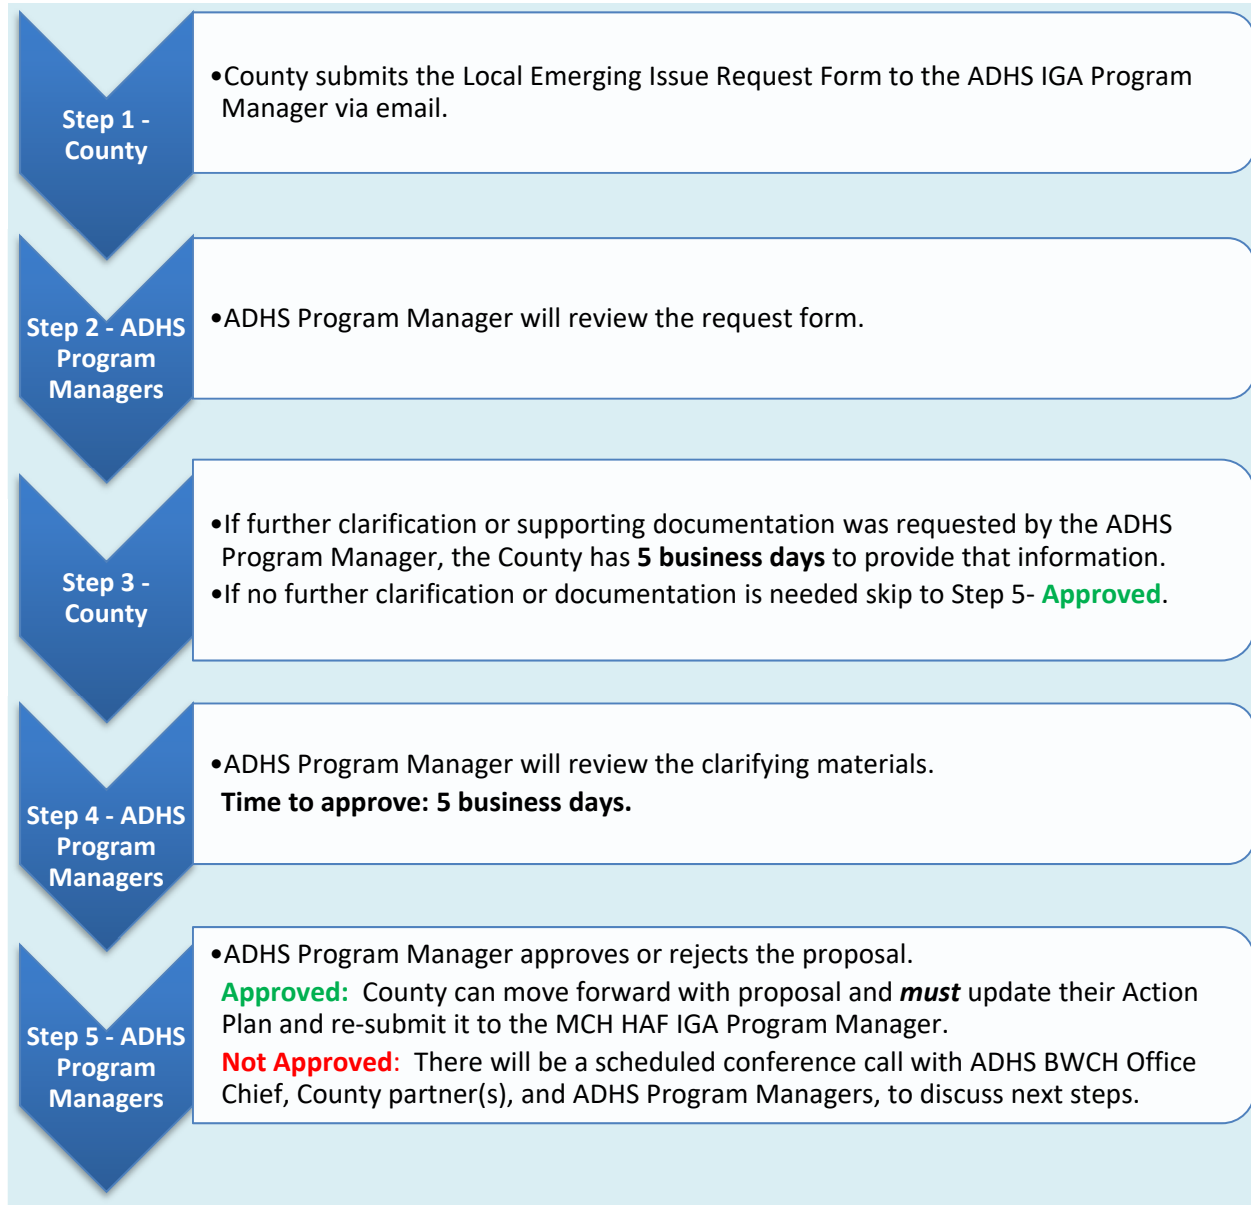 Step 1 -
County
•County submits the Local Emerging Issue Request Form to the ADHS IGA Program
Manager via email.
Step 2 - ADHS
Program
Managers
•ADHS Program Manager will review the request form.
Step 3 -
County
•If further clarification or supporting documentation was requested by the ADHS
Program Manager, the County has 5 business days to provide that information.
•If no further clarification or documentation is needed skip to Step 5- Approved.
Step 4 - ADHS
Program
Managers
•ADHS Program Manager will review the clarifying materials.
Time to approve: 5 business days.
Step 5 - ADHS
Program
Managers
•ADHS Program Manager approves or rejects the proposal.
Approved: County can move forward with proposal and must update their Action
Plan and re-submit it to the MCH HAF IGA Program Manager.
Not Approved: There will be a scheduled conference call with ADHS BWCH Office
Chief, County partner(s), and ADHS Program Managers, to discuss next steps.